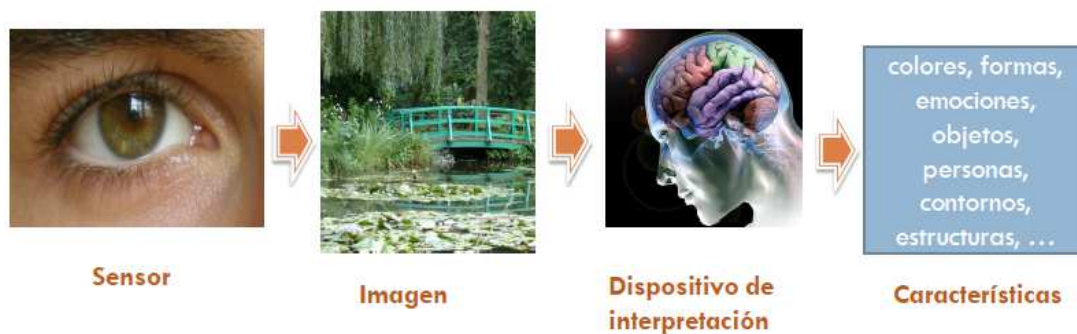 Sensor
Imagen
Dispositivo de
interpretación
colores, formas,
emociones,
objetos,
personas,
contornos,
estructuras, ...
Características